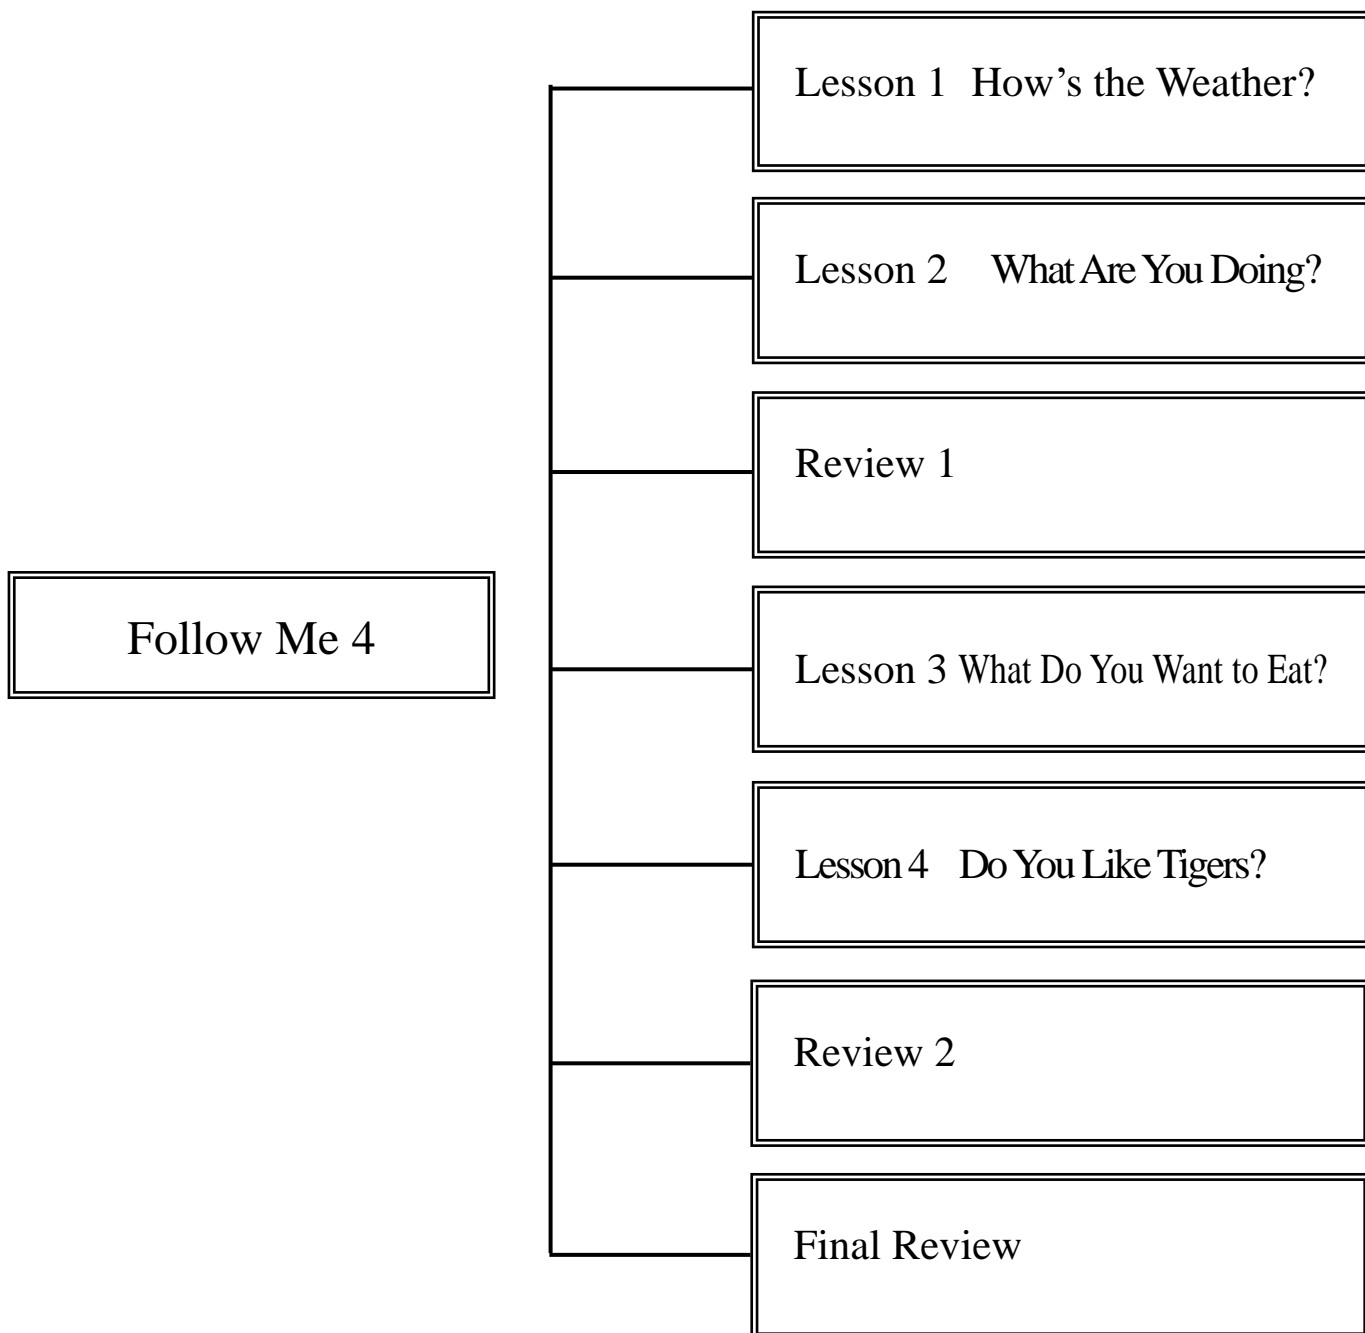 Follow Me 4
Lesson 1 How’s the Weather?
Lesson 2 What Are You Doing?
Review 1
Lesson 3 What Do You Want to Eat?
Lesson 4 Do You Like Tigers?
Review 2
Final Review